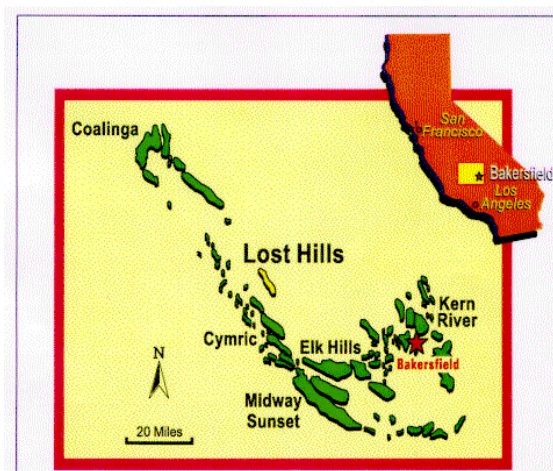 Coalinga
San
Francisco
Bakersfield
Los
Angeles
Lost Hills
Kern
River
Cymric
Elk Hills
Bakersfield
N
Midway
Sunset
20 Miles